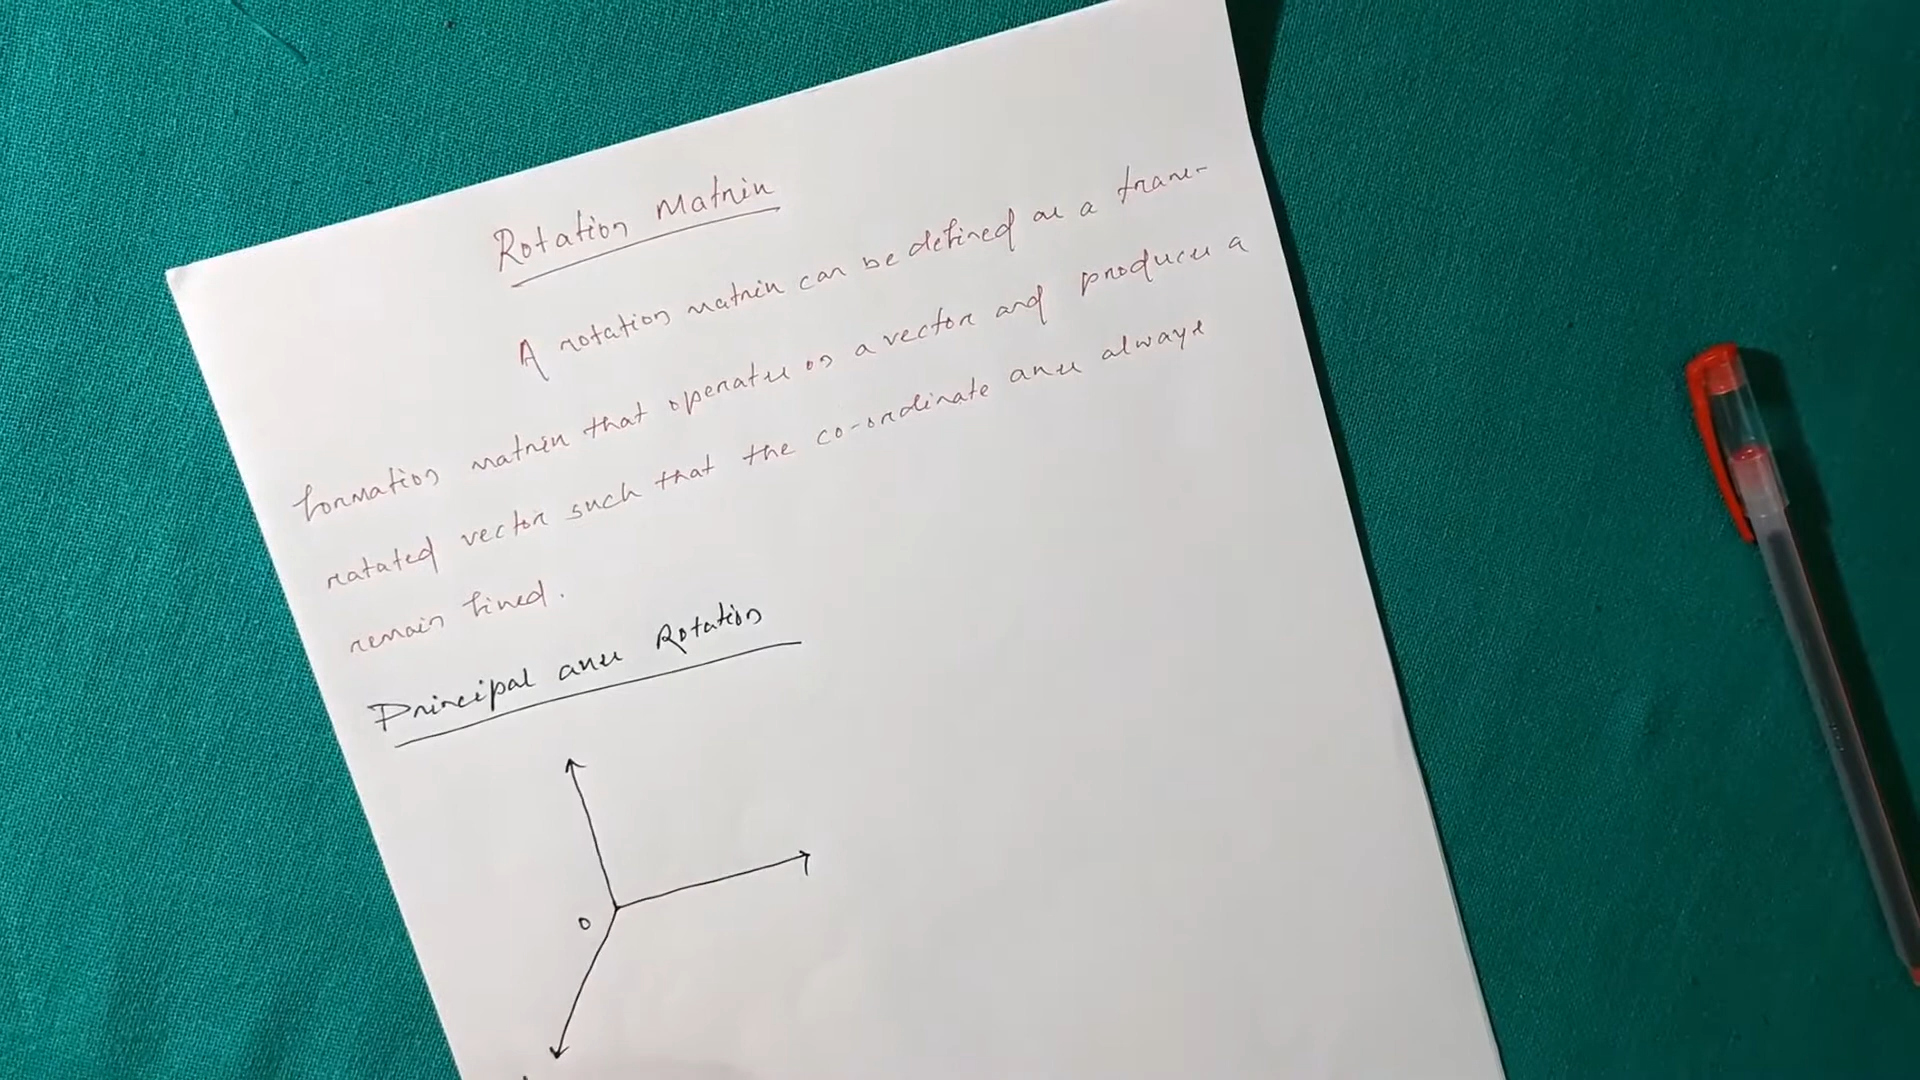 Rotation Matrix
A rotation matrix can be defined as a trans-
formation matrix that operates on a vector and produces a
rotated vector such that the co-ordinate axes always
remain fixed.
Principal axes Rotation
O